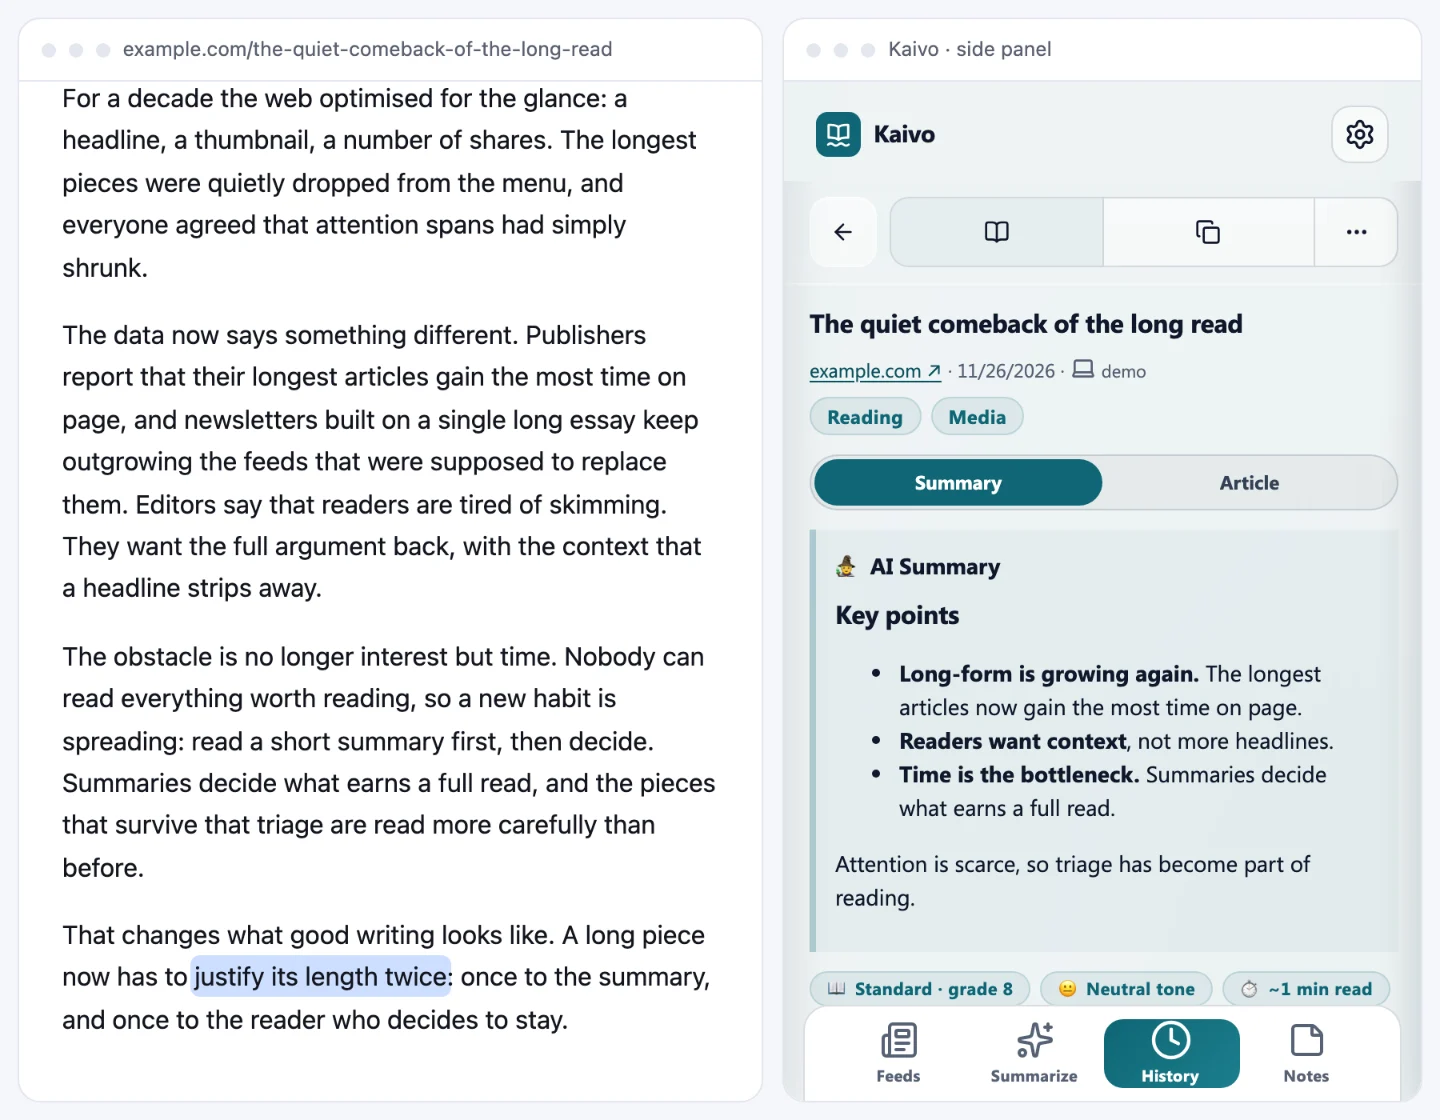 example.com/the-quiet-comeback-of-the-long-read
For a decade the web optimised for the glance: a
headline, a thumbnail, a number of shares. The longest
pieces were quietly dropped from the menu, and
everyone agreed that attention spans had simply
shrunk.
The data now says something different. Publishers
report that their longest articles gain the most time on
page, and newsletters built on a single long essay keep
outgrowing the feeds that were supposed to replace
them. Editors say that readers are tired of skimming.
They want the full argument back, with the context that
a headline strips away.
The obstacle is no longer interest but time. Nobody can
read everything worth reading, so a new habit is
spreading: read a short summary first, then decide.
Summaries decide what earns a full read, and the pieces
that survive that triage are read more carefully than
before.
That changes what good writing looks like. A long piece
now has to justify its length twice: once to the summary,
and once to the reader who decides to stay.
Kaivo · side panel
Kaivo
The quiet comeback of the long read
example.com ↗ · 11/26/2026 · demo
Reading Media
Summary Article
AI Summary
Key points
• Long-form is growing again. The longest
articles now gain the most time on page.
• Readers want context, not more headlines.
• Time is the bottleneck. Summaries decide
what earns a full read.
Attention is scarce, so triage has become part of
reading.
Standard · grade 8 Neutral tone ~1 min read
Feeds Summarize History Notes